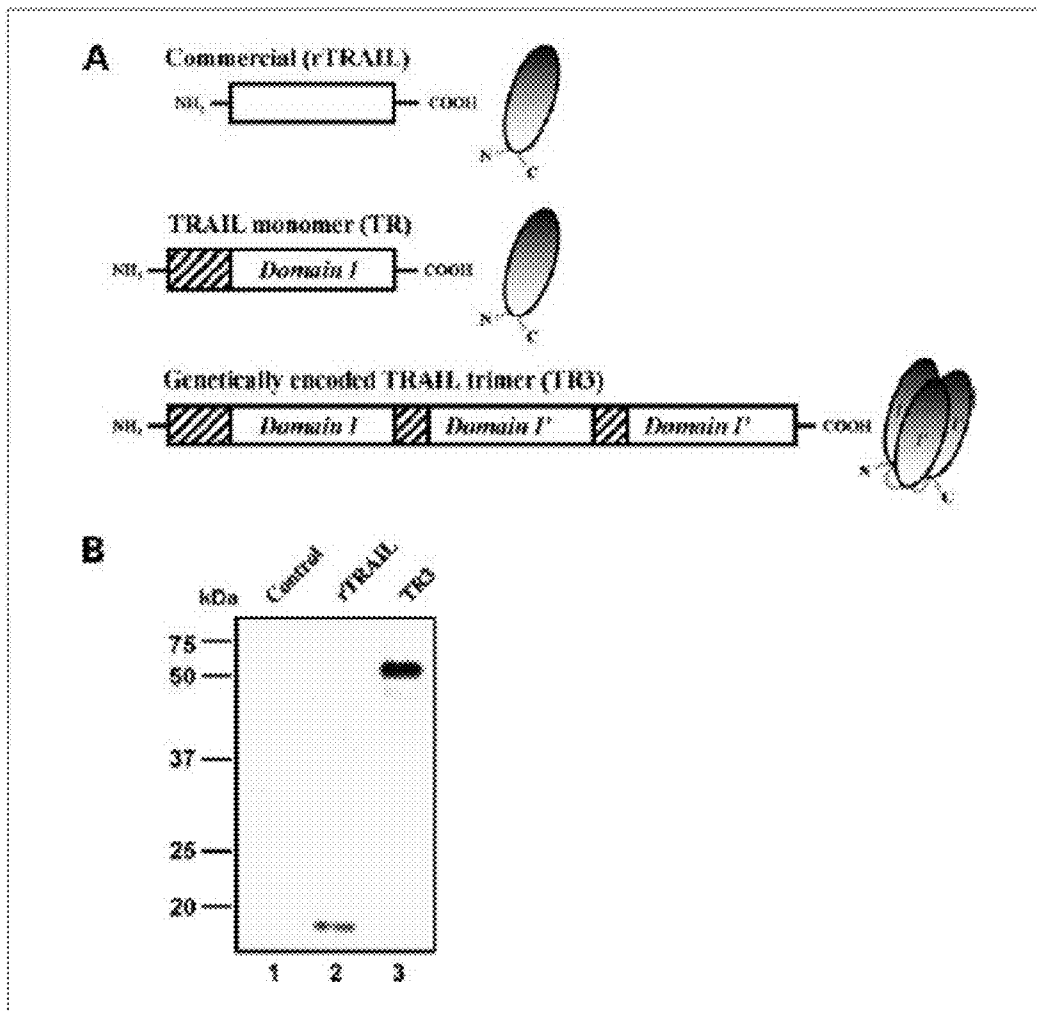 A
Commercial (rTRAIL)
NH₂ COOH
N
C
TRAIL monomer (TR)
NH₂ Domain I COOH
N
C
Genetically encoded TRAIL trimer (TR3)
NH₂ Domain I Domain I' Domain I' COOH
N
C
B
kDa Control rTRAIL TR3
75
50
37
25
20
1 2 3